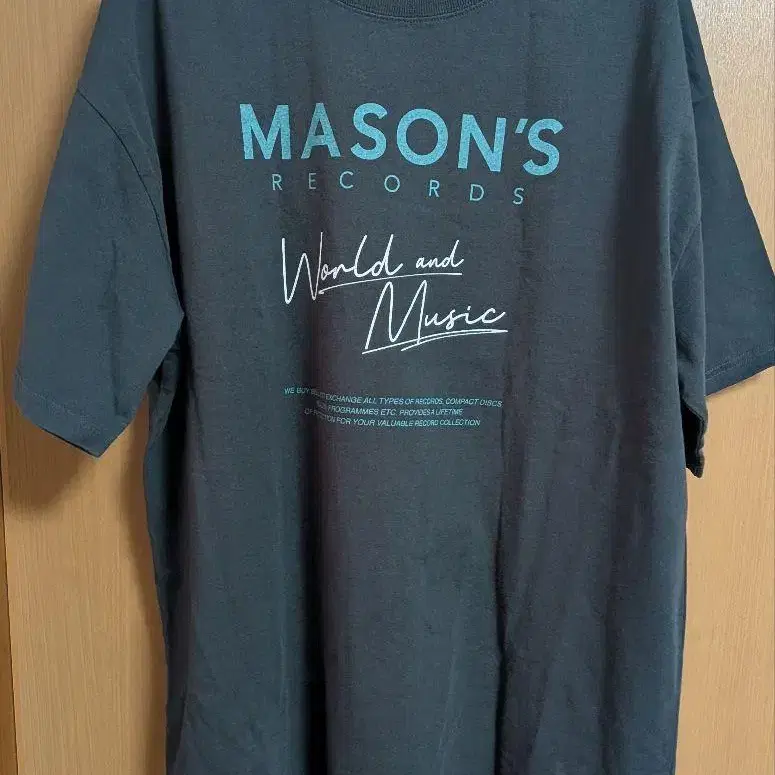 MASON'S
RECORDS
World and
Music
WE BUY EXCHANGE ALL TYPES OF RECORDS, COMPACT DISCS
PROGRAMMES ETC. PROVIDES A LIFETIME
FOR YOUR VALUABLE RECORD COLLECTION